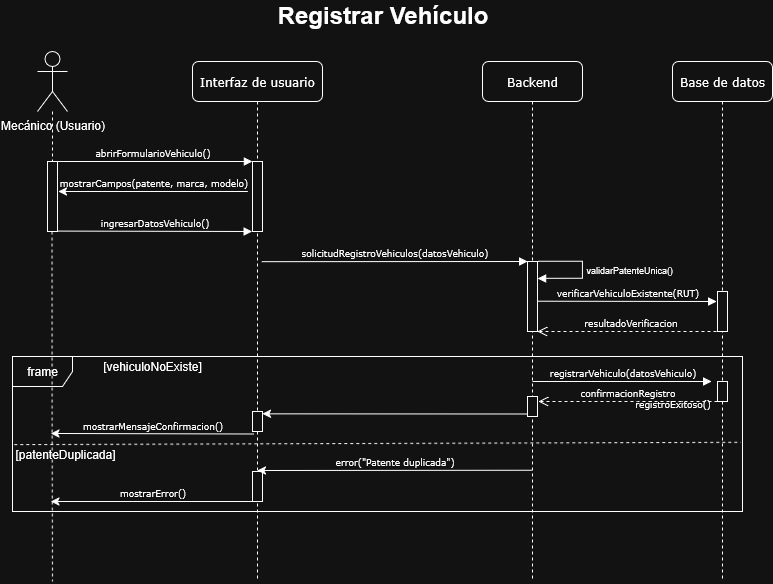 Registrar Vehículo
Interfaz de usuario
Backend
Base de datos
Mecánico (Usuario)
abrirFormularioVehiculo()
mostrarCampos(patente, marca, modelo)
ingresarDatosVehiculo()
solicitudRegistroVehiculos(datosVehiculo)
validarPatenteUnica()
verificarVehiculoExistente(RUT)
resultadoVerificacion
frame
[vehiculoNoExiste]
registrarVehiculo(datosVehiculo)
confirmacionRegistro
registroExitoso()
mostrarMensajeConfirmacion()
[patenteDuplicada]
error("Patente duplicada")
mostrarError()